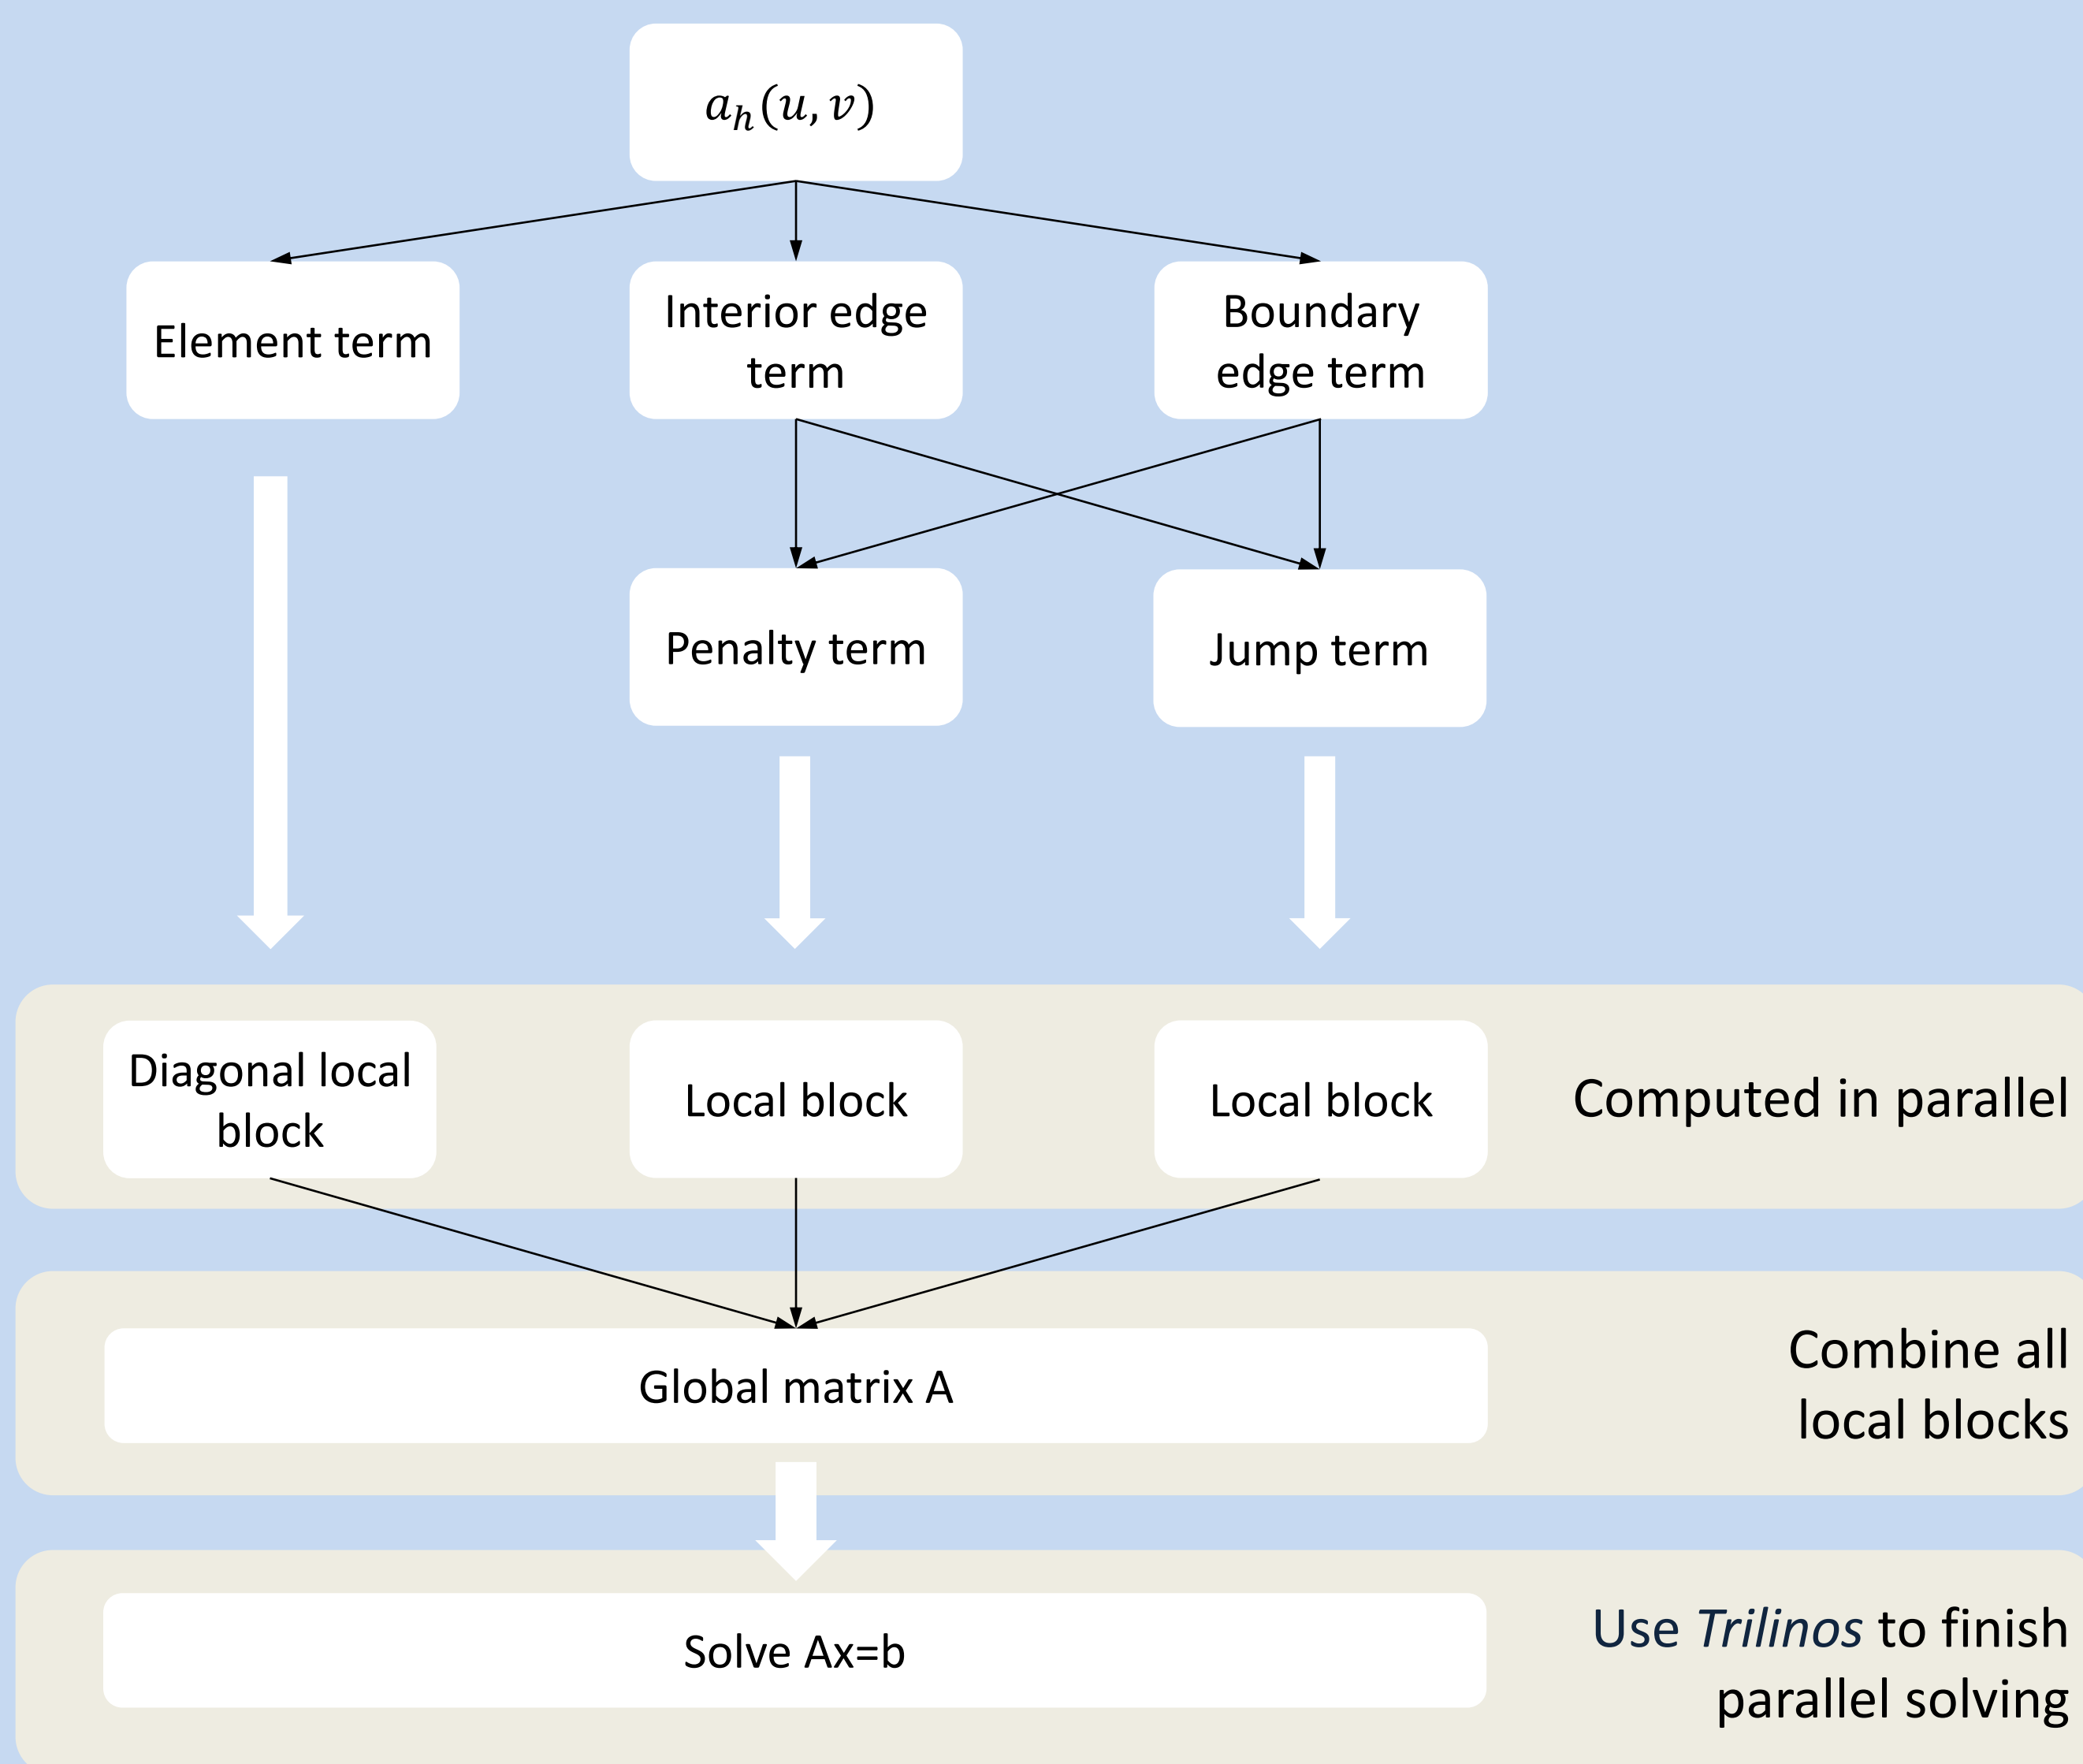 a_h(u, v)
Element term
Interior edge
term
Boundary
edge term
Penalty term
Jump term
Diagonal local
block
Local block
Local block
Computed in parallel
Global matrix A
Combine all
local blocks
Solve Ax=b
Use Trilinos to finish
parallel solving